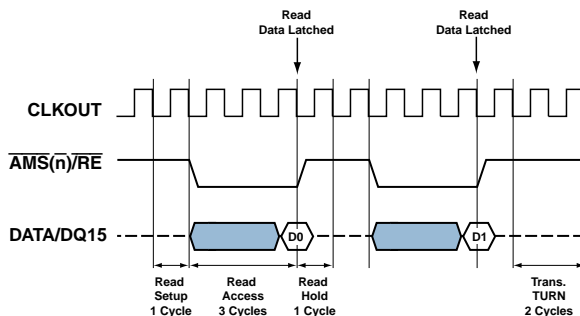 Read
Data Latched
Read
Data Latched
CLKOUT
AMS(n)/RE
DATA/DQ15
D0
D1
Read
Setup
1 Cycle
Read
Access
3 Cycles
Read
Hold
1 Cycle
Trans.
TURN
2 Cycles